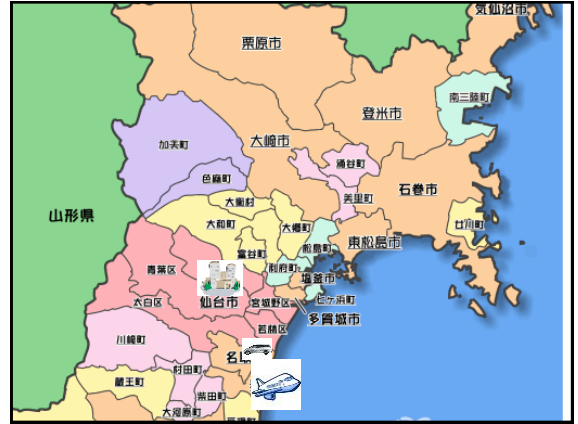 気仙沼市
栗原市
南三陸町
登米市
加美町
大崎市
涌谷町
色麻町
石巻市
美里町
大衡村
山形県
大和町
大郷町
女川町
松島町
東松島市
富谷町
利府町
青葉区
塩釜市
仙台市
宮城野区
七ヶ浜町
太白区
多賀城市
若林区
川崎町
名
村田町
蔵王町
柴田町
大河原町